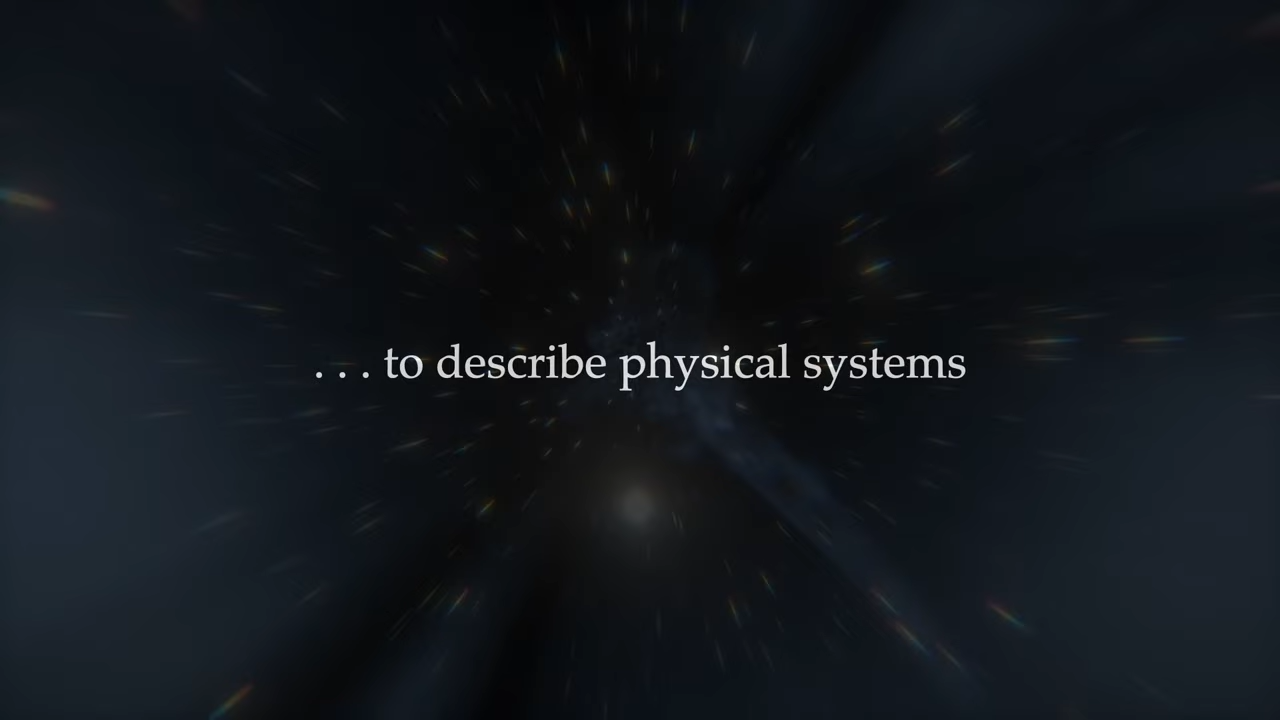 . . . to describe physical systems